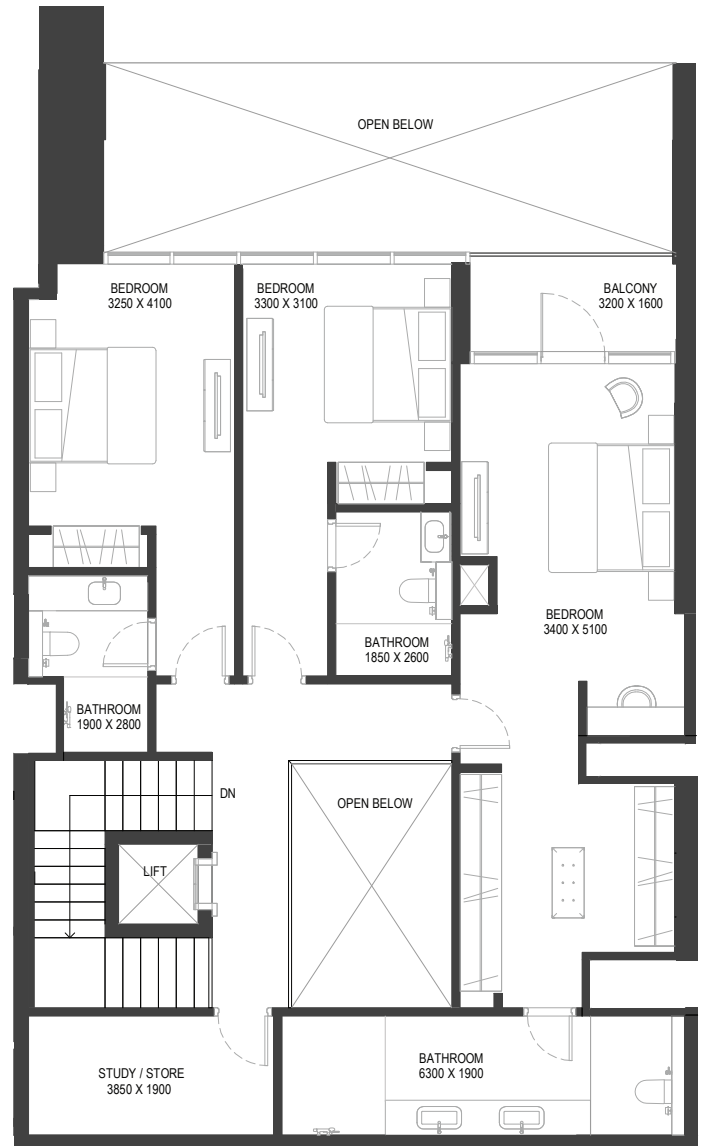 OPEN BELOW
BEDROOM
3250 X 4100
BEDROOM
3300 X 3100
BALCONY
3200 X 1600
BEDROOM
3400 X 5100
BATHROOM
1850 X 2600
BATHROOM
1900 X 2800
DN
OPEN BELOW
LIFT
STUDY / STORE
3850 X 1900
BATHROOM
6300 X 1900